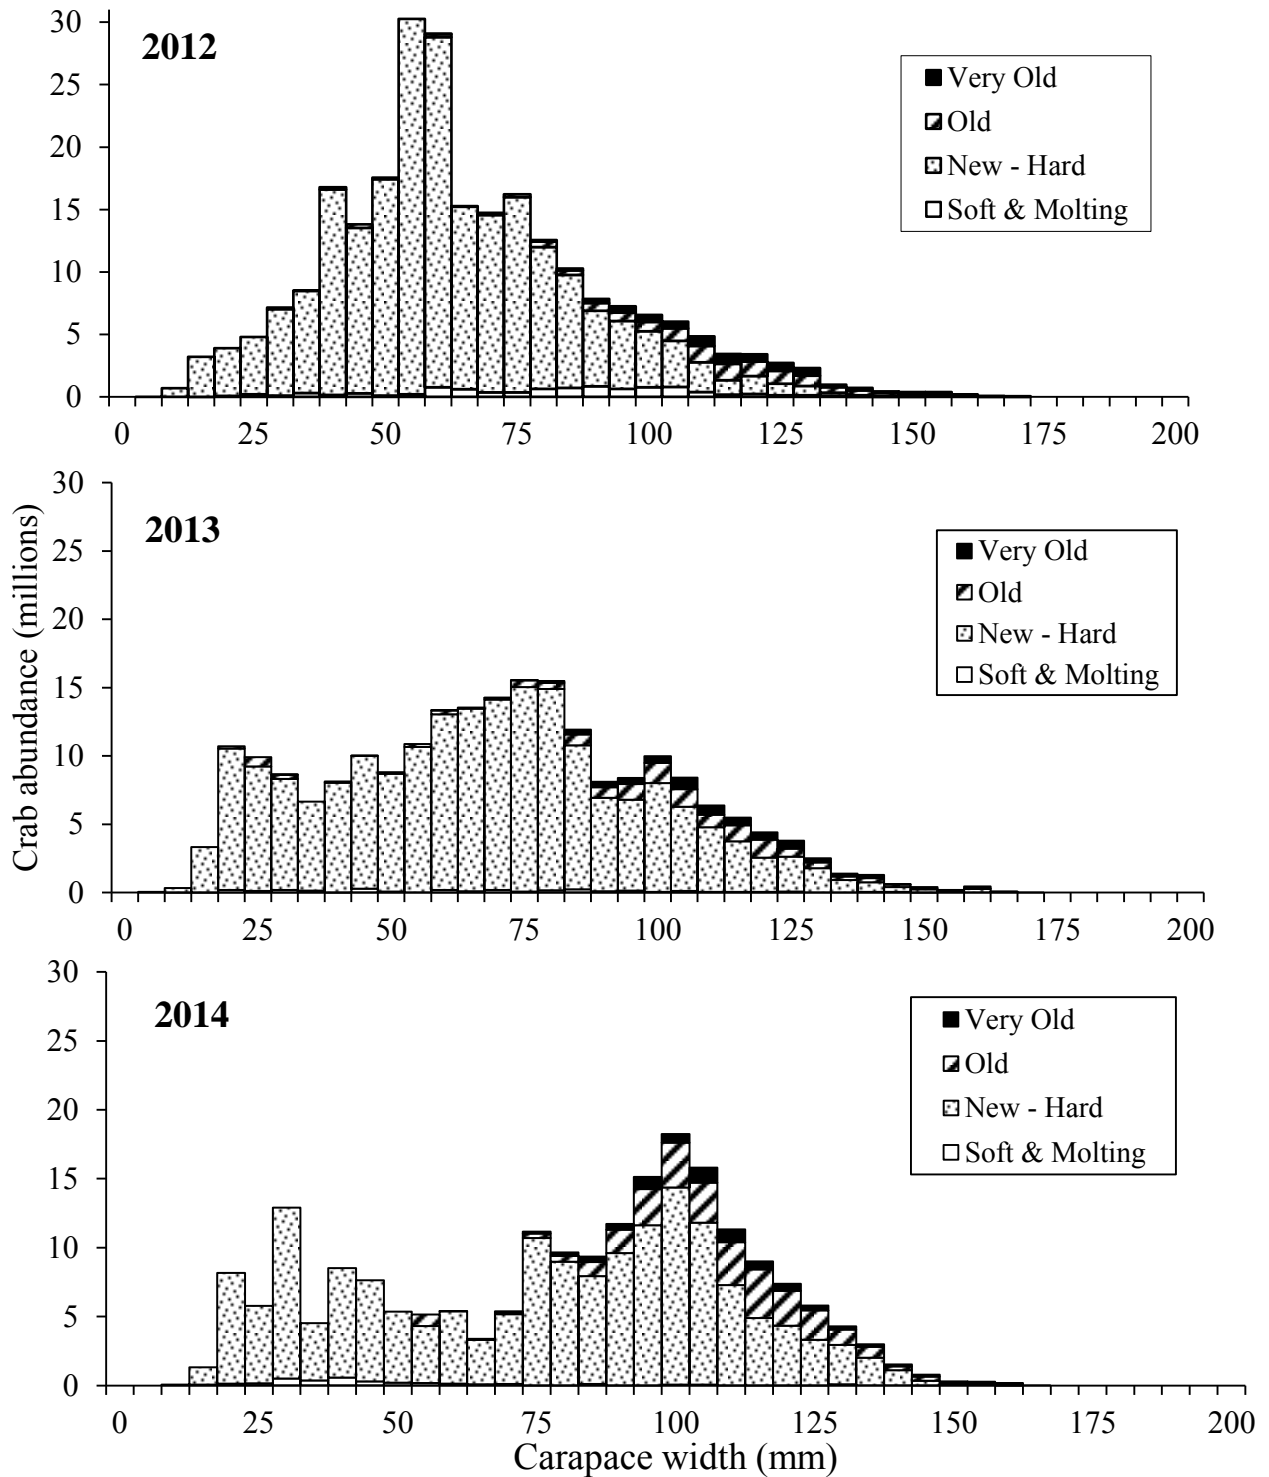 30
2012
25
20
15
10
5
0
Very Old
Old
New - Hard
Soft & Molting
0 25 50 75 100 125 150 175 200
Crab abundance (millions)
30
2013
25
20
15
10
5
0
Very Old
Old
New - Hard
Soft & Molting
0 25 50 75 100 125 150 175 200
30
2014
25
20
15
10
5
0
Very Old
Old
New - Hard
Soft & Molting
0 25 50 75 100 125 150 175 200
Carapace width (mm)